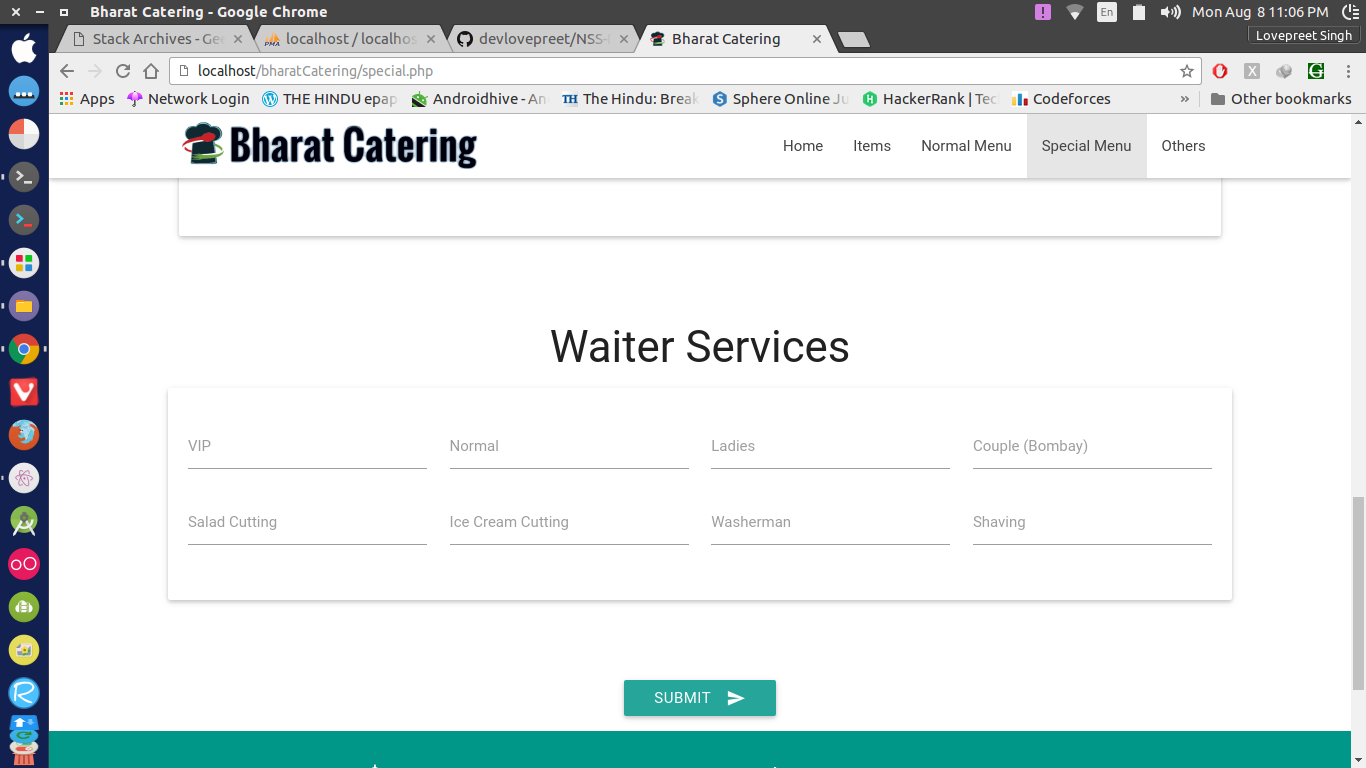 Bharat Catering - Google Chrome
En
Mon Aug 8 11:06 PM
Lovepreet Singh
Stack Archives - Gee
PMA localhost / localhos
devlovepreet/NSS-
Bharat Catering
localhost/bharatCatering/special.php
Apps Network Login THE HINDU epap Androidhive - An TH The Hindu: Break Sphere Online Ju HackerRank | Tec Codeforces » Other bookmarks
Bharat Catering
Home Items Normal Menu Special Menu Others
Waiter Services
VIP Normal Ladies Couple (Bombay)
Salad Cutting Ice Cream Cutting Washerman Shaving
SUBMIT